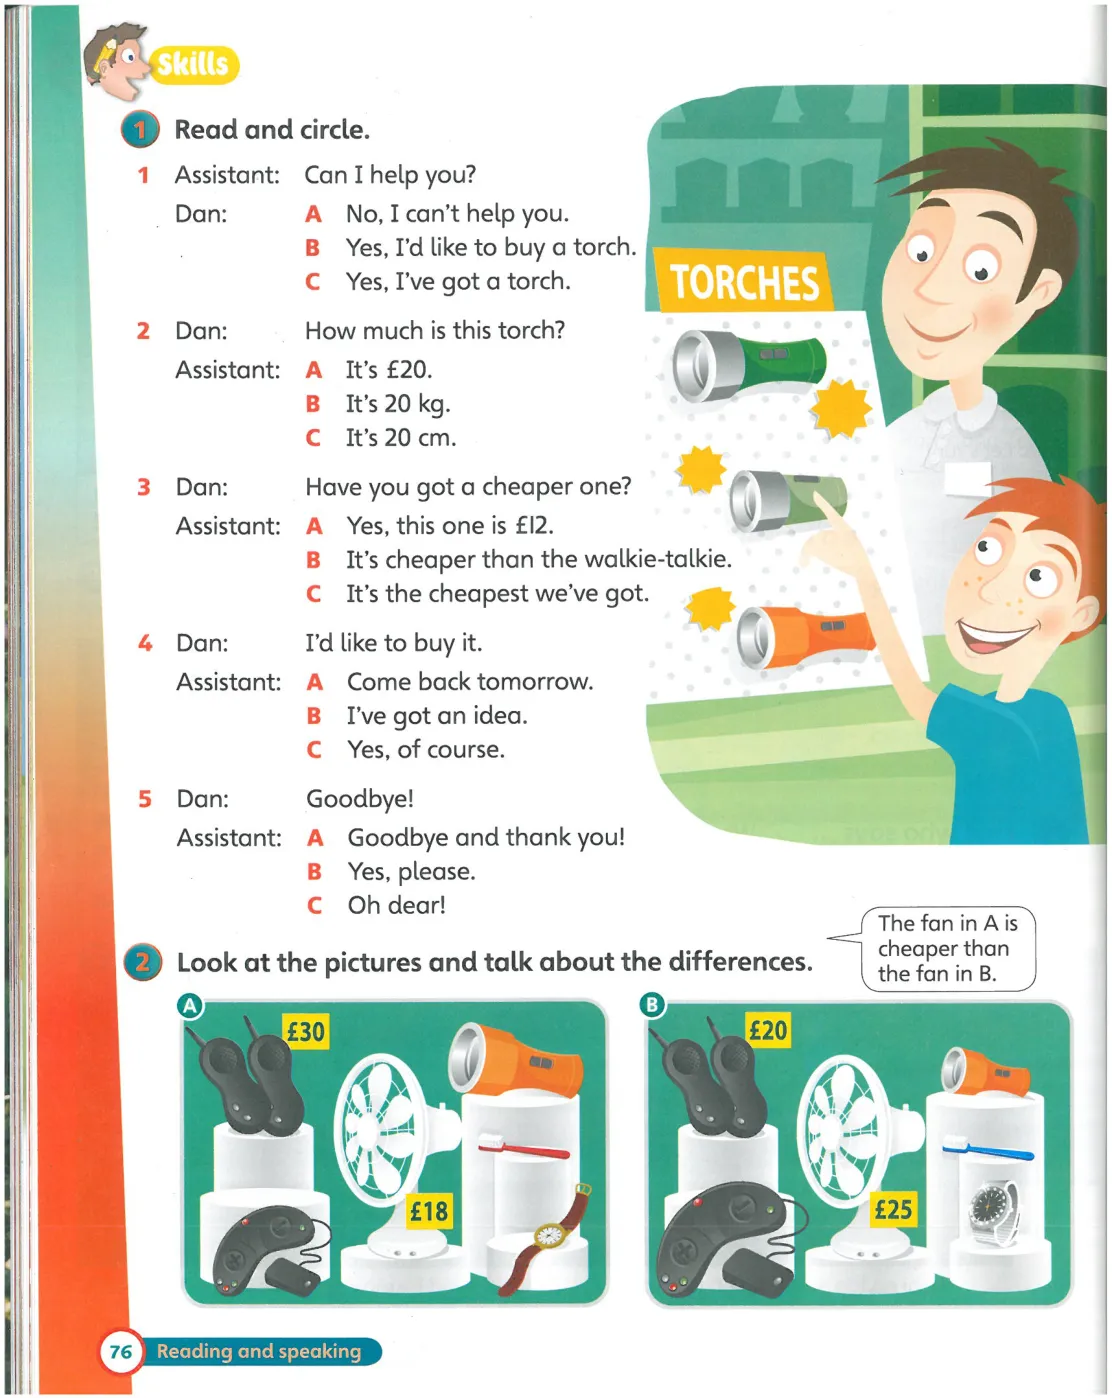 Skills
1 Read and circle.
1 Assistant: Can I help you?
Dan: A No, I can't help you.
B Yes, I'd like to buy a torch.
C Yes, I've got a torch.
2 Dan: How much is this torch?
Assistant: A It's £20.
B It's 20 kg.
C It's 20 cm.
3 Dan: Have you got a cheaper one?
Assistant: A Yes, this one is £12.
B It's cheaper than the walkie-talkie.
C It's the cheapest we've got.
4 Dan: I'd like to buy it.
Assistant: A Come back tomorrow.
B I've got an idea.
C Yes, of course.
5 Dan: Goodbye!
Assistant: A Goodbye and thank you!
B Yes, please.
C Oh dear!
TORCHES
2 Look at the pictures and talk about the differences.
The fan in A is
cheaper than
the fan in B.
A
£30
£18
B
£20
£25
76 Reading and speaking